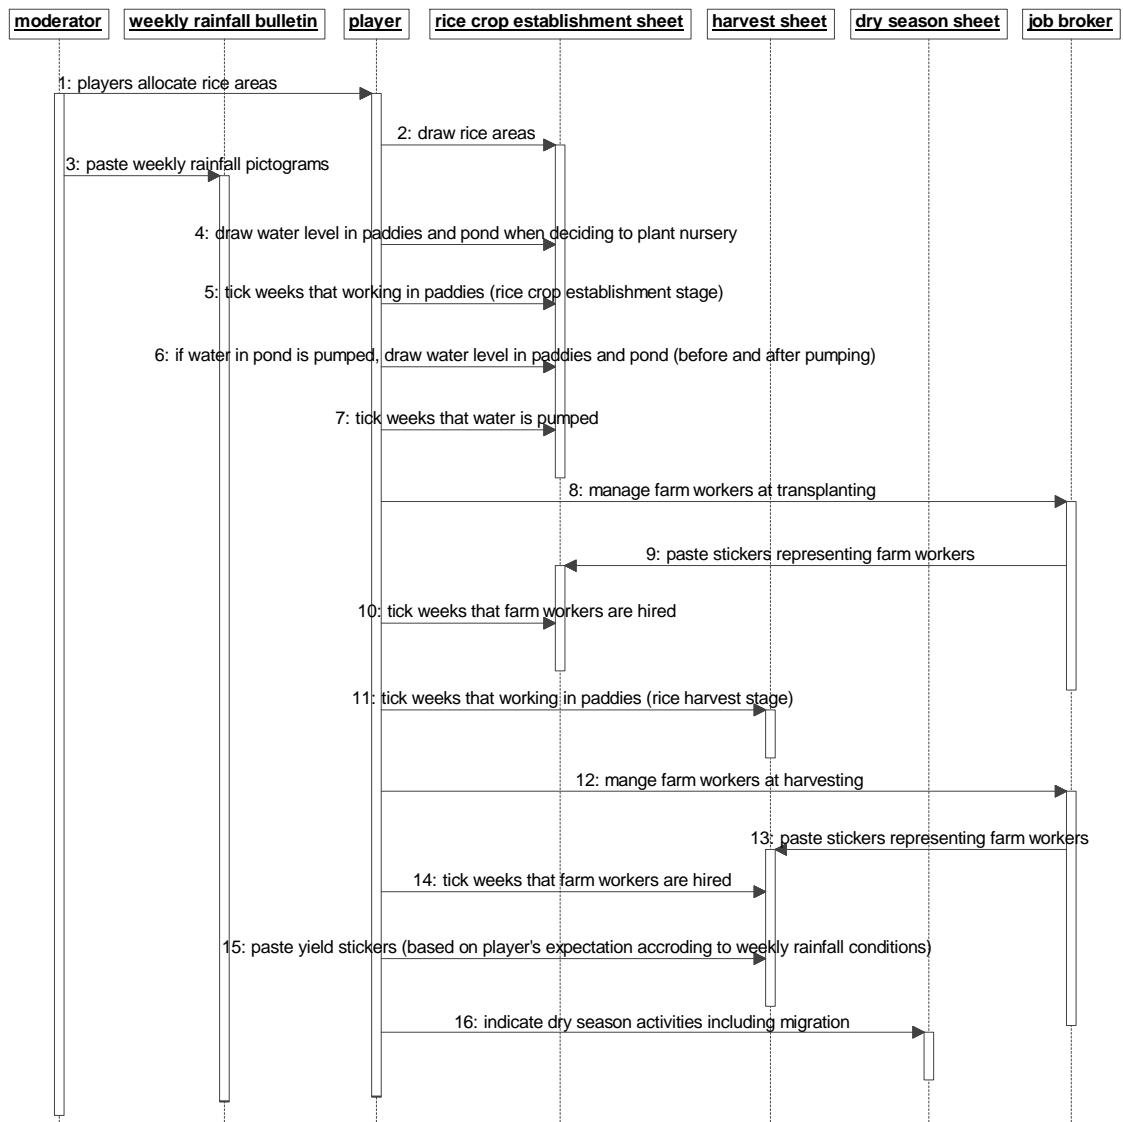 moderator
weekly rainfall bulletin
player
rice crop establishment sheet
harvest sheet
dry season sheet
job broker
1: players allocate rice areas
2: draw rice areas
3: paste weekly rainfall pictograms
4: draw water level in paddies and pond when deciding to plant nursery
5: tick weeks that working in paddies (rice crop establishment stage)
6: if water in pond is pumped, draw water level in paddies and pond (before and after pumping)
7: tick weeks that water is pumped
8: manage farm workers at transplanting
9: paste stickers representing farm workers
10: tick weeks that farm workers are hired
11: tick weeks that working in paddies (rice harvest stage)
12: mange farm workers at harvesting
13: paste stickers representing farm workers
14: tick weeks that farm workers are hired
15: paste yield stickers (based on player's expectation accroding to weekly rainfall conditions)
16: indicate dry season activities including migration